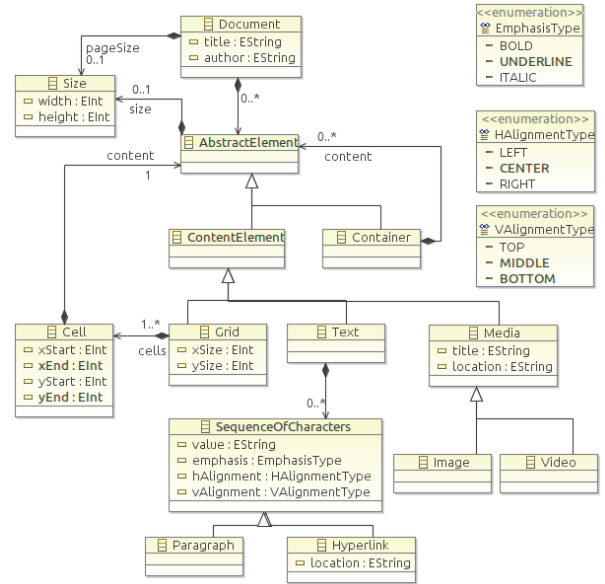 Document
title : EString
author : EString
pageSize
0..1
0..*
Size
width : EInt
height : EInt
0..1
size
AbstractElement
0..*
content
content
1
ContentElement
Container
<<enumeration>>
EmphasisType
BOLD
UNDERLINE
ITALIC
<<enumeration>>
HAlignmentType
LEFT
CENTER
RIGHT
<<enumeration>>
VAlignmentType
TOP
MIDDLE
BOTTOM
Cell
xStart : EInt
xEnd : EInt
yStart : EInt
yEnd : EInt
1..*
cells
Grid
xSize : EInt
ySize : EInt
Text
0..*
Media
title : EString
location : EString
SequenceOfCharacters
value : EString
emphasis : EmphasisType
hAlignment : HAlignmentType
vAlignment : VAlignmentType
Image
Video
Paragraph
Hyperlink
location : EString